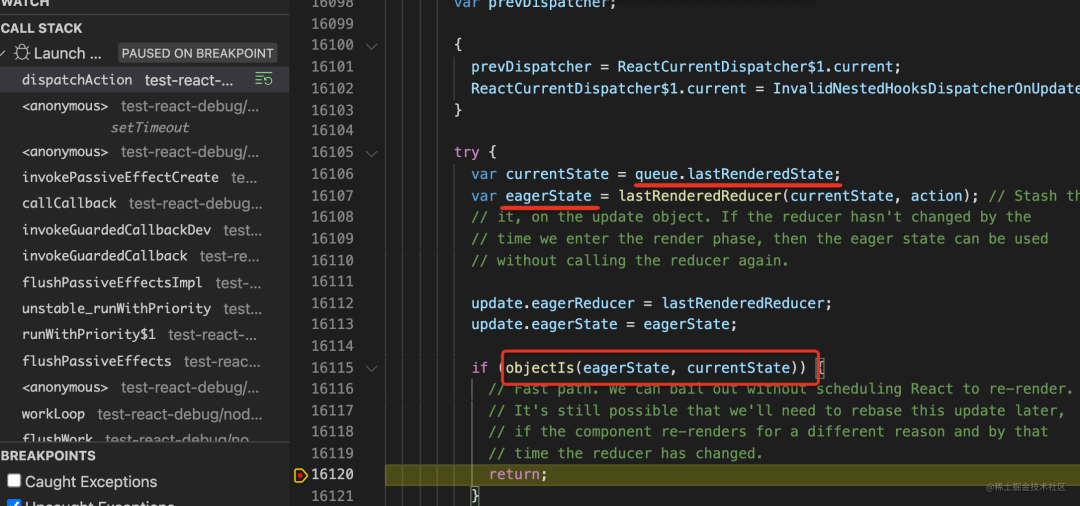 WATCH
CALL STACK
Launch ... PAUSED ON BREAKPOINT
dispatchAction test-react-...
<anonymous> test-react-debug/...
setTimeout
<anonymous> test-react-debug/...
invokePassiveEffectCreate te...
callCallback test-react-debug/...
invokeGuardedCallbackDev test...
invokeGuardedCallback test-re...
flushPassiveEffectsImpl test-...
unstable_runWithPriority test...
runWithPriority$1 test-react-...
flushPassiveEffects test-reac...
<anonymous> test-react-debug/...
workLoop test-react-debug/nod...
flushWork test-react-debug/no...
BREAKPOINTS
Caught Exceptions
Uncaught Exceptions
16098 var prevDispatcher;
16099
16100 {
16101 prevDispatcher = ReactCurrentDispatcher$1.current;
16102 ReactCurrentDispatcher$1.current = InvalidNestedHooksDispatcherOnUpdate
16103 }
16104
16105 try {
16106 var currentState = queue.lastRenderedState;
16107 var eagerState = lastRenderedReducer(currentState, action); // Stash th
16108 // it, on the update object. If the reducer hasn't changed by the
16109 // time we enter the render phase, then the eager state can be used
16110 // without calling the reducer again.
16111
16112 update.eagerReducer = lastRenderedReducer;
16113 update.eagerState = eagerState;
16114
16115 if (objectIs(eagerState, currentState)) {
16116 // Fast path. We can bail out without scheduling React to re-render.
16117 // It's still possible that we'll need to rebase this update later,
16118 // if the component re-renders for a different reason and by that
16119 // time the reducer has changed.
16120 return;
16121 }
@稀土掘金技术社区